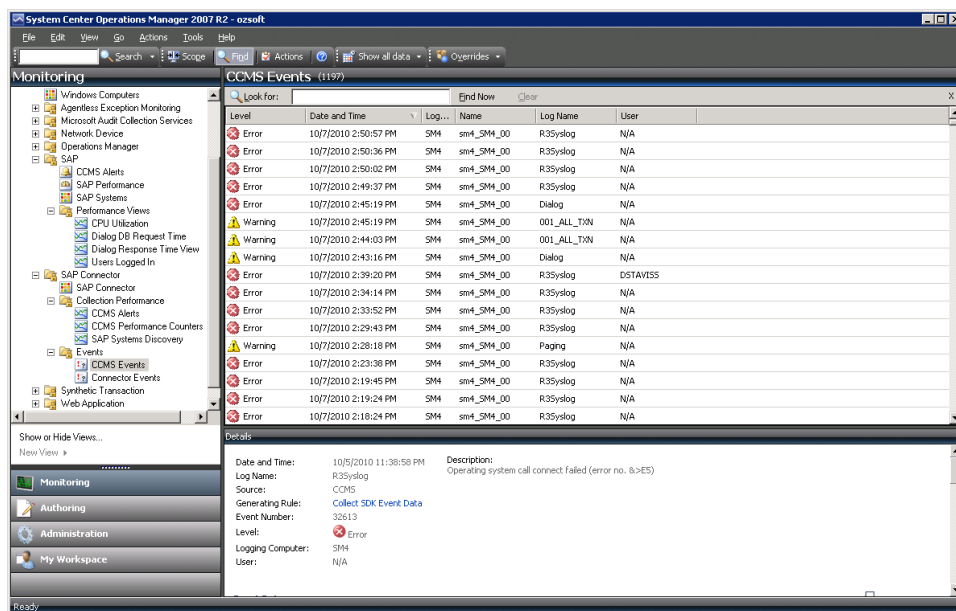 System Center Operations Manager 2007 R2 - ozsoft
File Edit View Go Actions Tools Help
Search Scope Find Actions Show all data Overrides
Monitoring
Windows Computers
Agentless Exception Monitoring
Microsoft Audit Collection Services
Network Device
Operations Manager
SAP
CCMS Alerts
SAP Performance
SAP Systems
Performance Views
CPU Utilization
Dialog DB Request Time
Dialog Response Time View
Users Logged In
SAP Connector
SAP Connector
Collection Performance
CCMS Alerts
CCMS Performance Counters
SAP Systems Discovery
Events
CCMS Events
Connector Events
Synthetic Transaction
Web Application
Show or Hide Views...
New View
Monitoring
Authoring
Administration
My Workspace
CCMS Events (1197)
Look for: Find Now Clear X
Level Date and Time Log... Name Log Name User
Error 10/7/2010 2:50:57 PM SM4 sm4_SM4_00 R3Syslog N/A
Error 10/7/2010 2:50:36 PM SM4 sm4_SM4_00 R3Syslog N/A
Error 10/7/2010 2:50:02 PM SM4 sm4_SM4_00 R3Syslog N/A
Error 10/7/2010 2:49:37 PM SM4 sm4_SM4_00 R3Syslog N/A
Error 10/7/2010 2:45:19 PM SM4 sm4_SM4_00 Dialog N/A
Warning 10/7/2010 2:45:19 PM SM4 sm4_SM4_00 001_ALL_TXN N/A
Warning 10/7/2010 2:44:03 PM SM4 sm4_SM4_00 001_ALL_TXN N/A
Warning 10/7/2010 2:43:16 PM SM4 sm4_SM4_00 Dialog N/A
Error 10/7/2010 2:39:20 PM SM4 sm4_SM4_00 R3Syslog DSTAVISS
Error 10/7/2010 2:34:14 PM SM4 sm4_SM4_00 R3Syslog N/A
Error 10/7/2010 2:33:52 PM SM4 sm4_SM4_00 R3Syslog N/A
Error 10/7/2010 2:29:43 PM SM4 sm4_SM4_00 R3Syslog N/A
Warning 10/7/2010 2:28:18 PM SM4 sm4_SM4_00 Paging N/A
Error 10/7/2010 2:23:38 PM SM4 sm4_SM4_00 R3Syslog N/A
Error 10/7/2010 2:19:45 PM SM4 sm4_SM4_00 R3Syslog N/A
Error 10/7/2010 2:19:24 PM SM4 sm4_SM4_00 R3Syslog N/A
Error 10/7/2010 2:18:24 PM SM4 sm4_SM4_00 R3Syslog N/A
Details
Date and Time: 10/5/2010 11:38:58 PM
Log Name: R3Syslog
Source: CCMS
Generating Rule: Collect SDK Event Data
Event Number: 32613
Level: Error
Logging Computer: SM4
User: N/A
Description:
Operating system call connect failed (error no. &>E5)
Ready